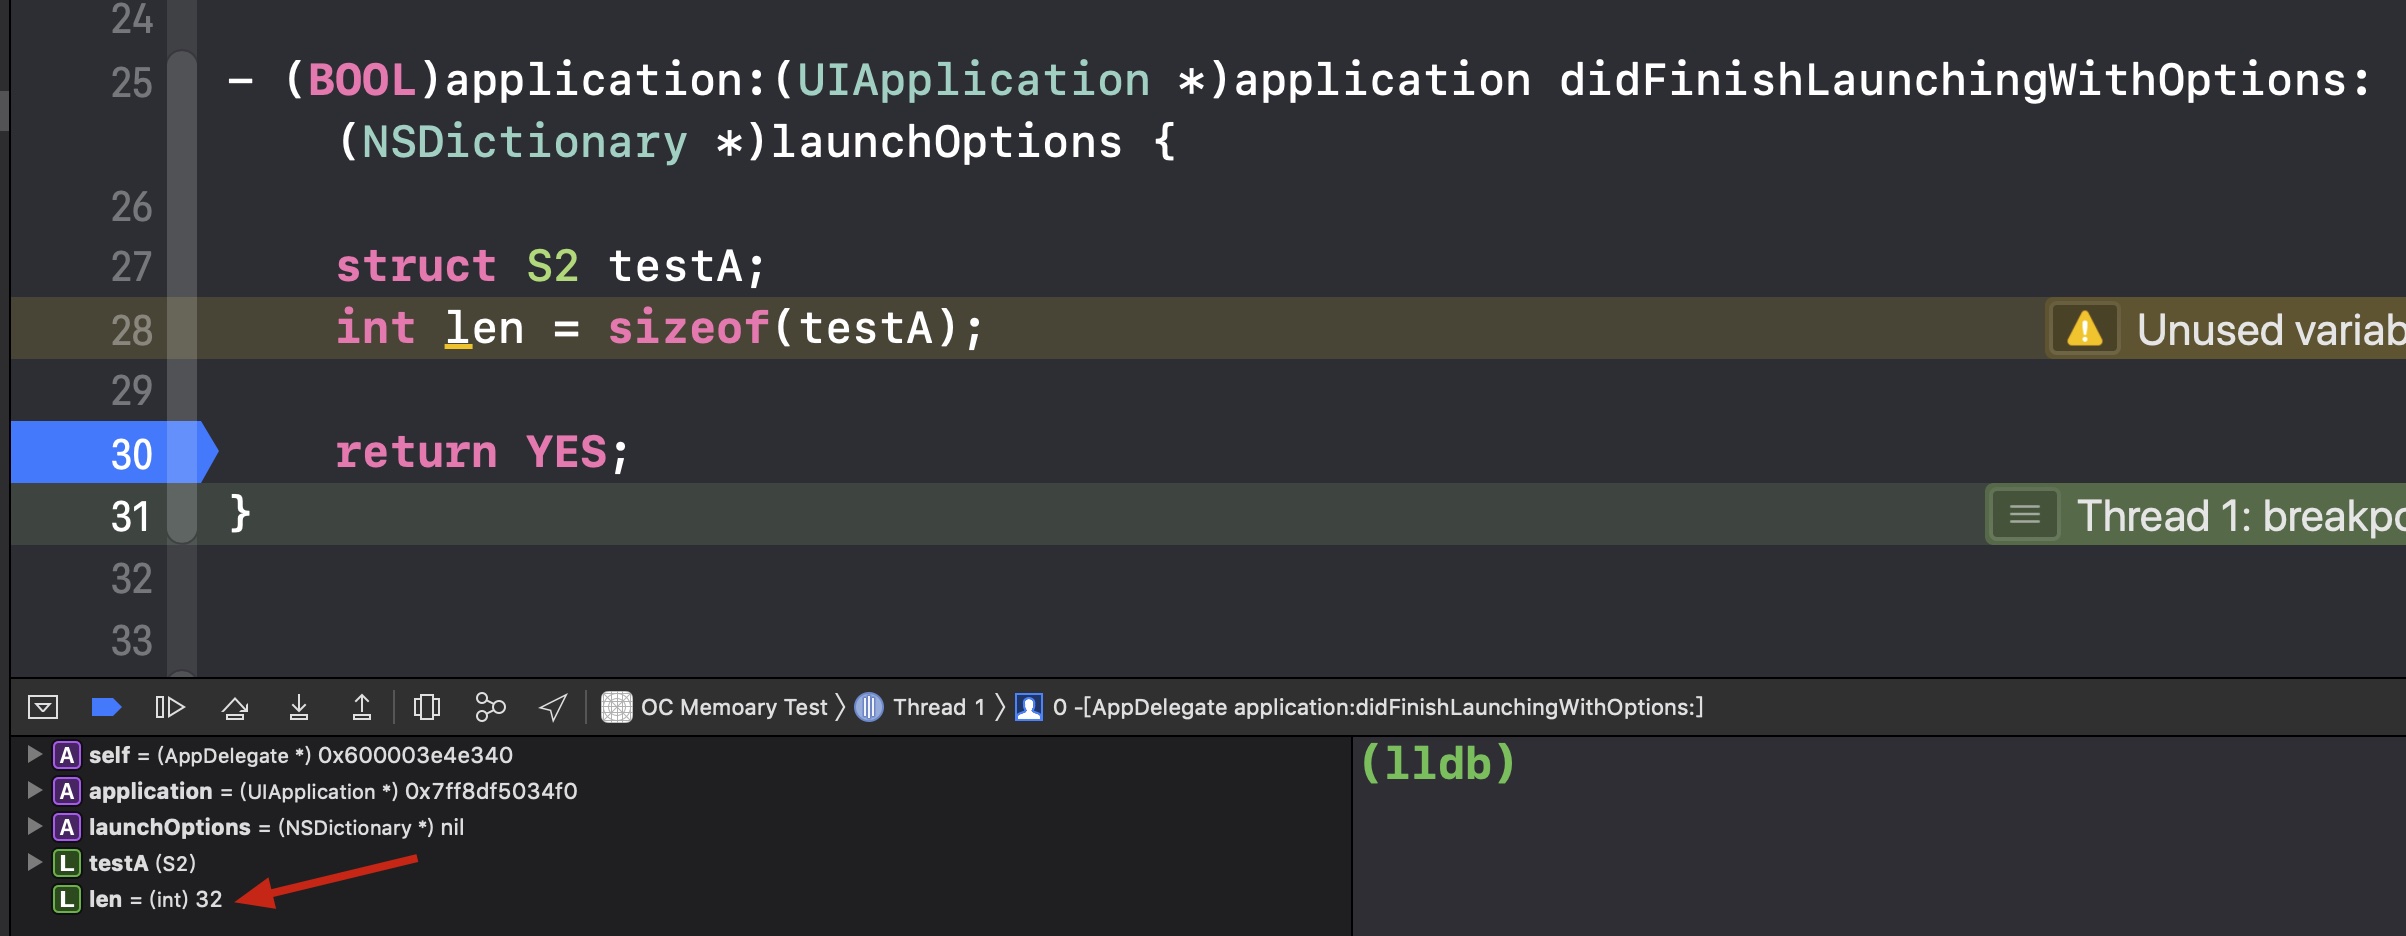 24
25 - (BOOL)application:(UIApplication *)application didFinishLaunchingWithOptions:
(NSDictionary *)launchOptions {
26
27 struct S2 testA;
28 int len = sizeof(testA); Unused variab
29
30 return YES;
31 } Thread 1: breakpo
32
33
OC Memoary Test 〉 Thread 1 〉 0 -[AppDelegate application:didFinishLaunchingWithOptions:]
A self = (AppDelegate *) 0x600003e4e340
A application = (UIApplication *) 0x7ff8df5034f0
A launchOptions = (NSDictionary *) nil
L testA (S2)
L len = (int) 32
(lldb)